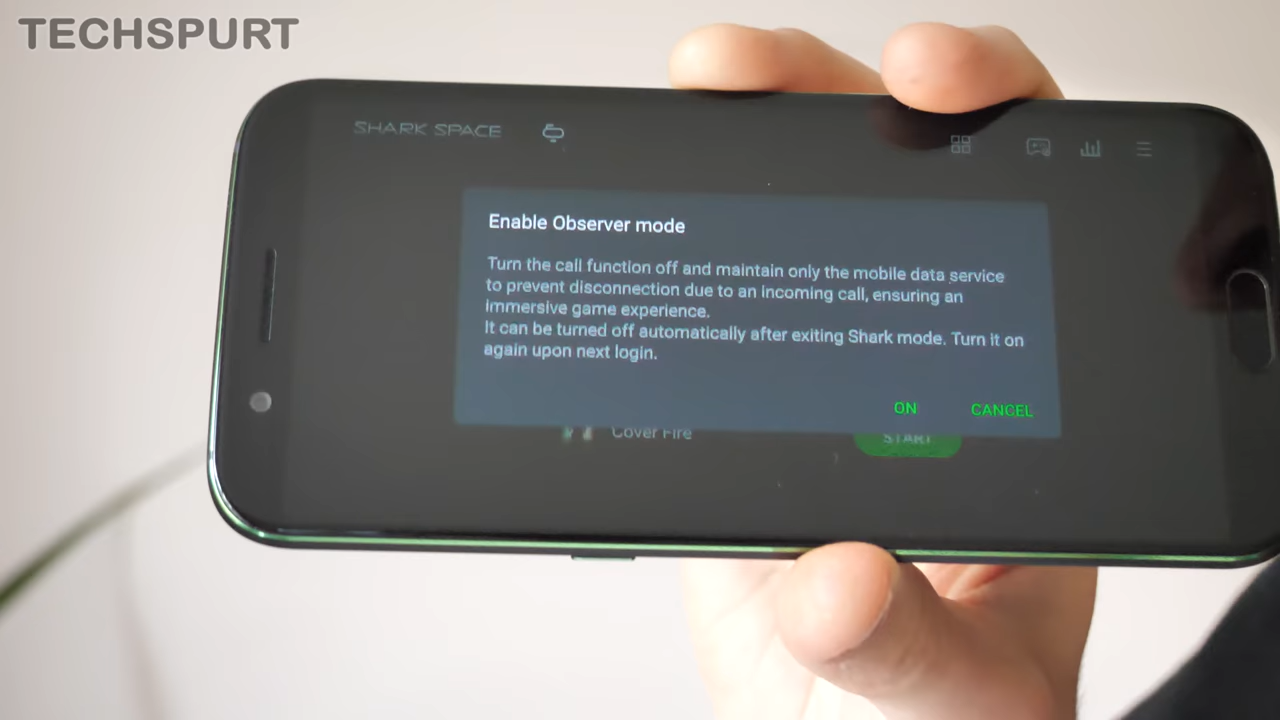 TECHSPURT
SHARK SPACE
Enable Observer mode
Turn the call function off and maintain only the mobile data service
to prevent disconnection due to an incoming call, ensuring an
immersive game experience.
It can be turned off automatically after exiting Shark mode. Turn it on
again upon next login.
ON CANCEL
Cover Fire START